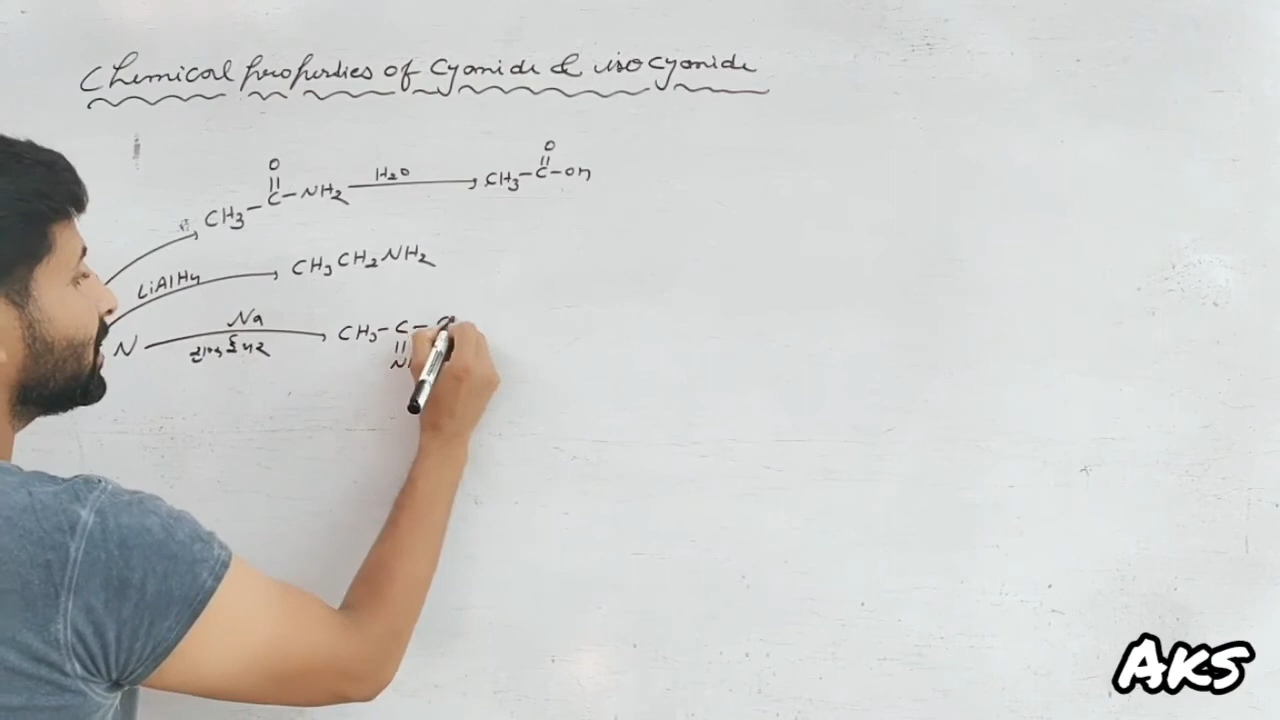 Chemical properties of Cyanide & isocyanide
O
||
CH3 - C - NH2 H2O
O
||
CH3 - C - OH
LiAlH4 CH3CH2NH2
N Na CH3 - C -
||
N
AKS